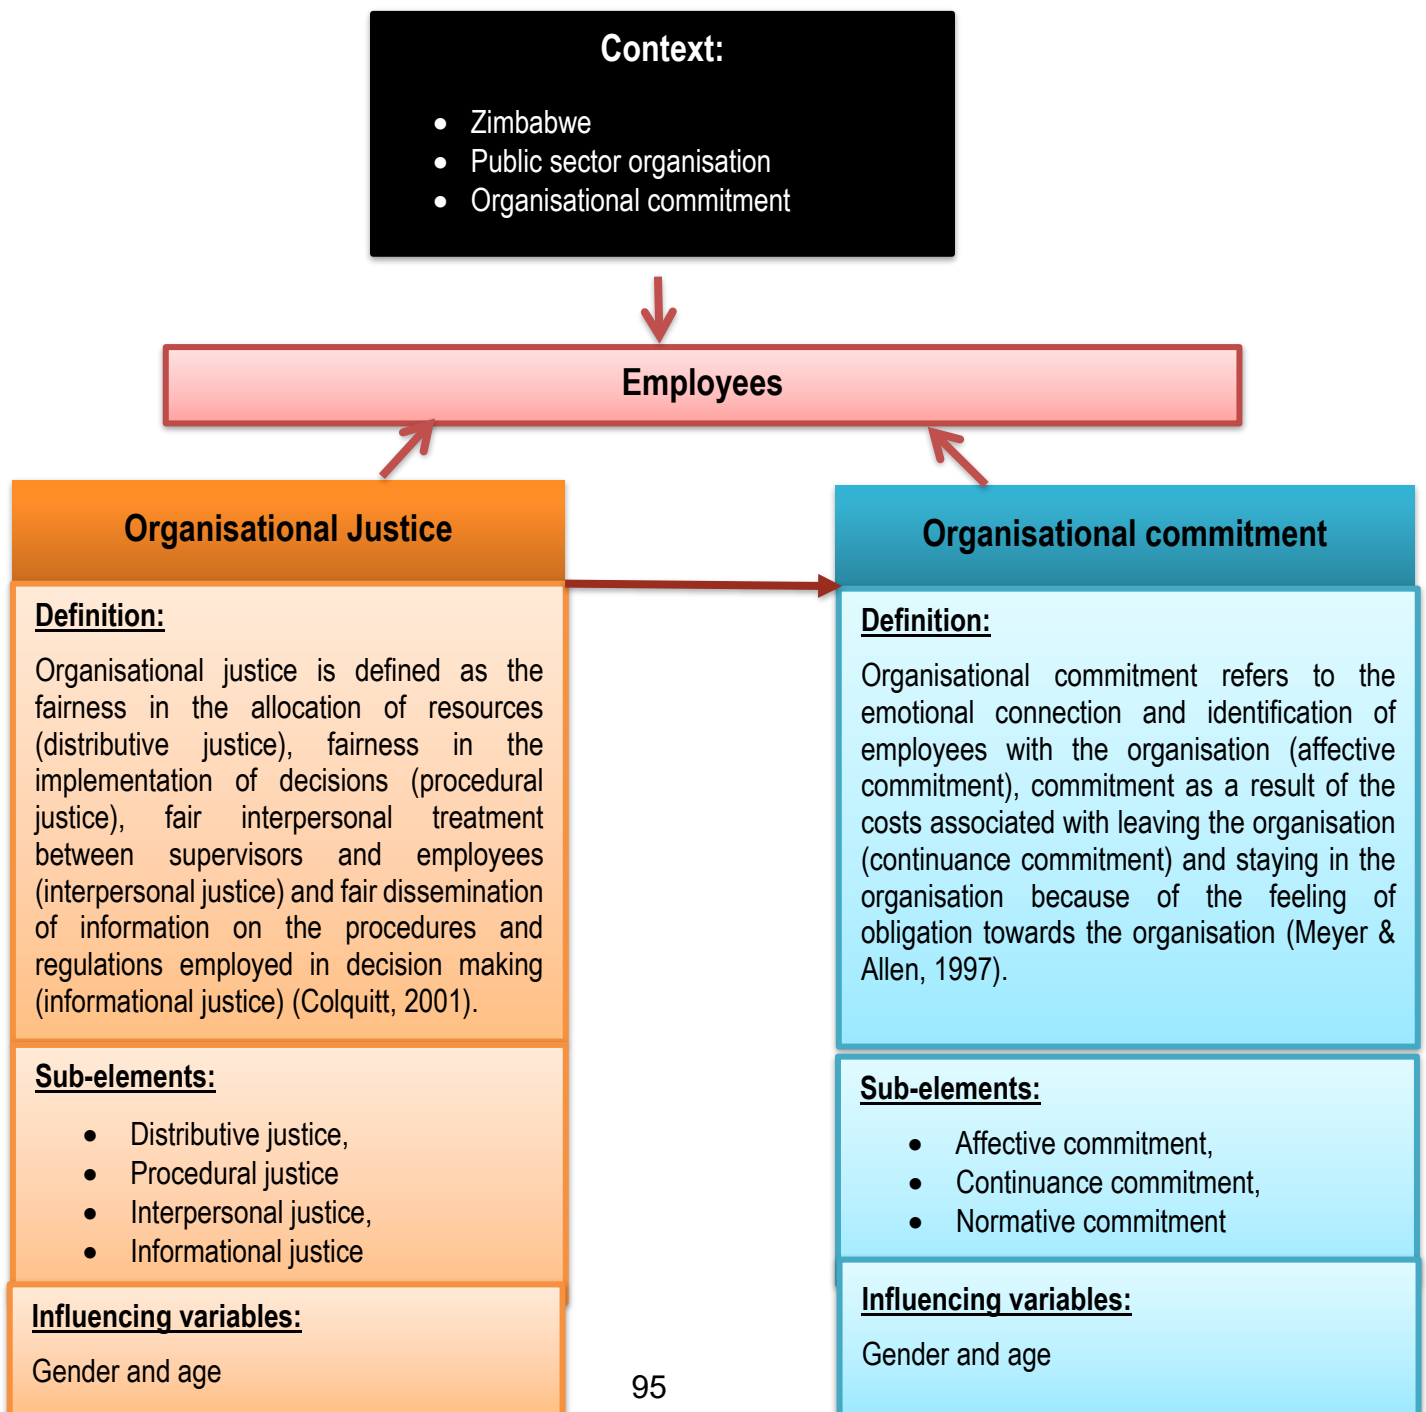 Context:
• Zimbabwe
• Public sector organisation
• Organisational commitment
Employees
Organisational Justice
Definition:
Organisational justice is defined as the
fairness in the allocation of resources
(distributive justice), fairness in the
implementation of decisions (procedural
justice), fair interpersonal treatment
between supervisors and employees
(interpersonal justice) and fair dissemination
of information on the procedures and
regulations employed in decision making
(informational justice) (Colquitt, 2001).
Sub-elements:
• Distributive justice,
• Procedural justice
• Interpersonal justice,
• Informational justice
Influencing variables:
Gender and age
Organisational commitment
Definition:
Organisational commitment refers to the
emotional connection and identification of
employees with the organisation (affective
commitment), commitment as a result of the
costs associated with leaving the organisation
(continuance commitment) and staying in the
organisation because of the feeling of
obligation towards the organisation (Meyer &
Allen, 1997).
Sub-elements:
• Affective commitment,
• Continuance commitment,
• Normative commitment
Influencing variables:
Gender and age
95